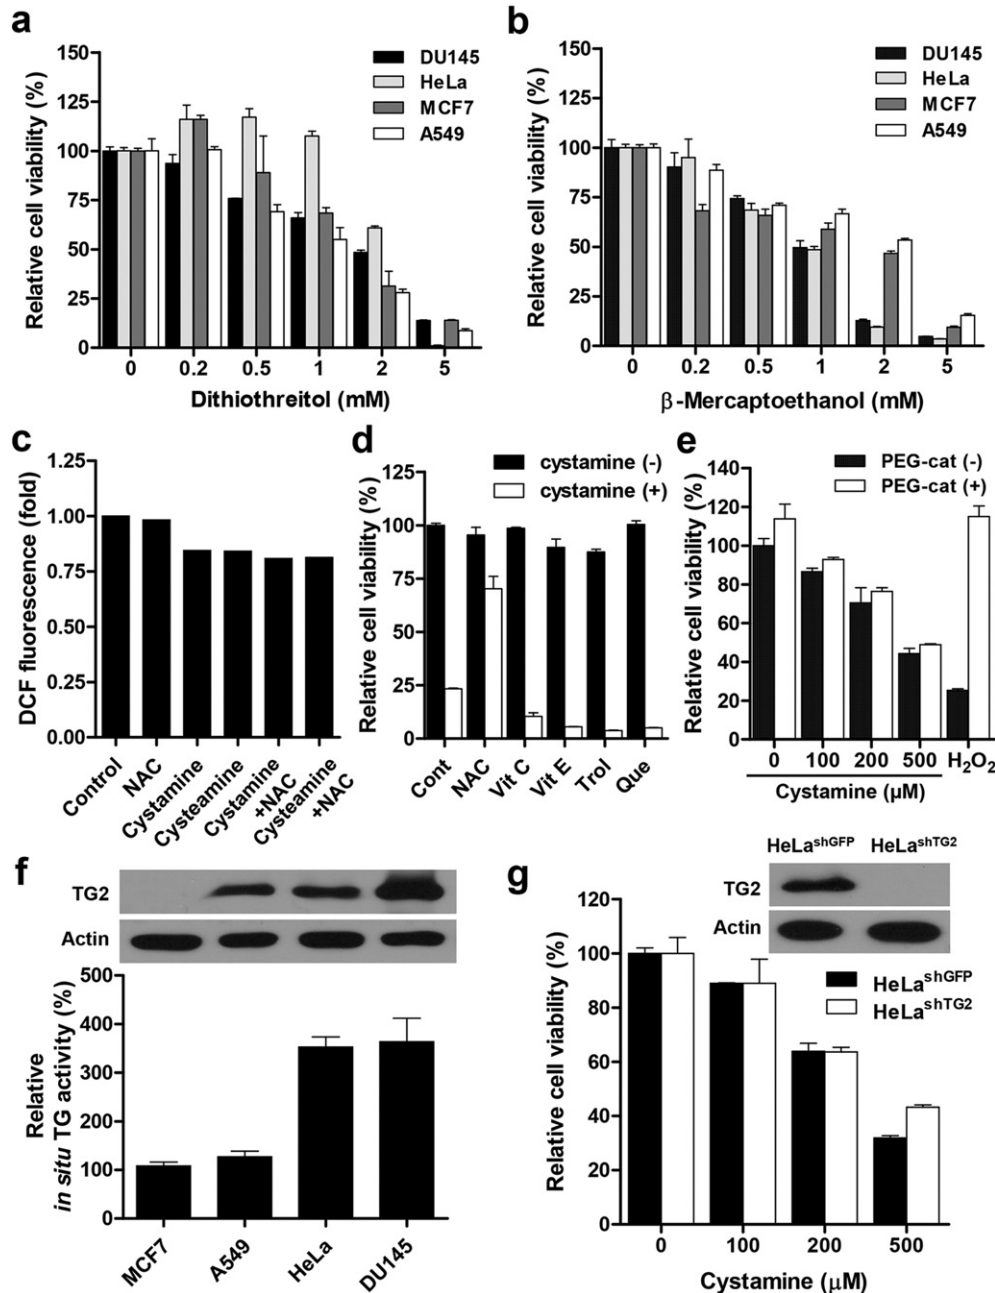 a
150
125
100
75
50
25
0
Relative cell viability (%)
DU145
HeLa
MCF7
A549
0 0.2 0.5 1 2 5
Dithiothreitol (mM)
b
150
125
100
75
50
25
0
Relative cell viability (%)
DU145
HeLa
MCF7
A549
0 0.2 0.5 1 2 5
β-Mercaptoethanol (mM)
c
1.25
1.00
0.75
0.50
0.25
0.00
DCF fluorescence (fold)
Control
NAC
Cystamine
Cysteamine
Cystamine
+NAC
Cysteamine
+NAC
d
125
100
75
50
25
0
Relative cell viability (%)
cystamine (-)
cystamine (+)
Cont
NAC
Vit C
Vit E
Trol
Que
e
140
120
100
80
60
40
20
0
Relative cell viability (%)
PEG-cat (-)
PEG-cat (+)
0 100 200 500 H₂O₂
Cystamine (μM)
f
TG2
Actin
500
400
300
200
100
0
Relative
in situ TG activity (%)
MCF7
A549
HeLa
DU145
g
HeLashGFP HeLashTG2
TG2
Actin
120
100
80
60
40
20
0
Relative cell viability (%)
HeLashGFP
HeLashTG2
0 100 200 500
Cystamine (μM)